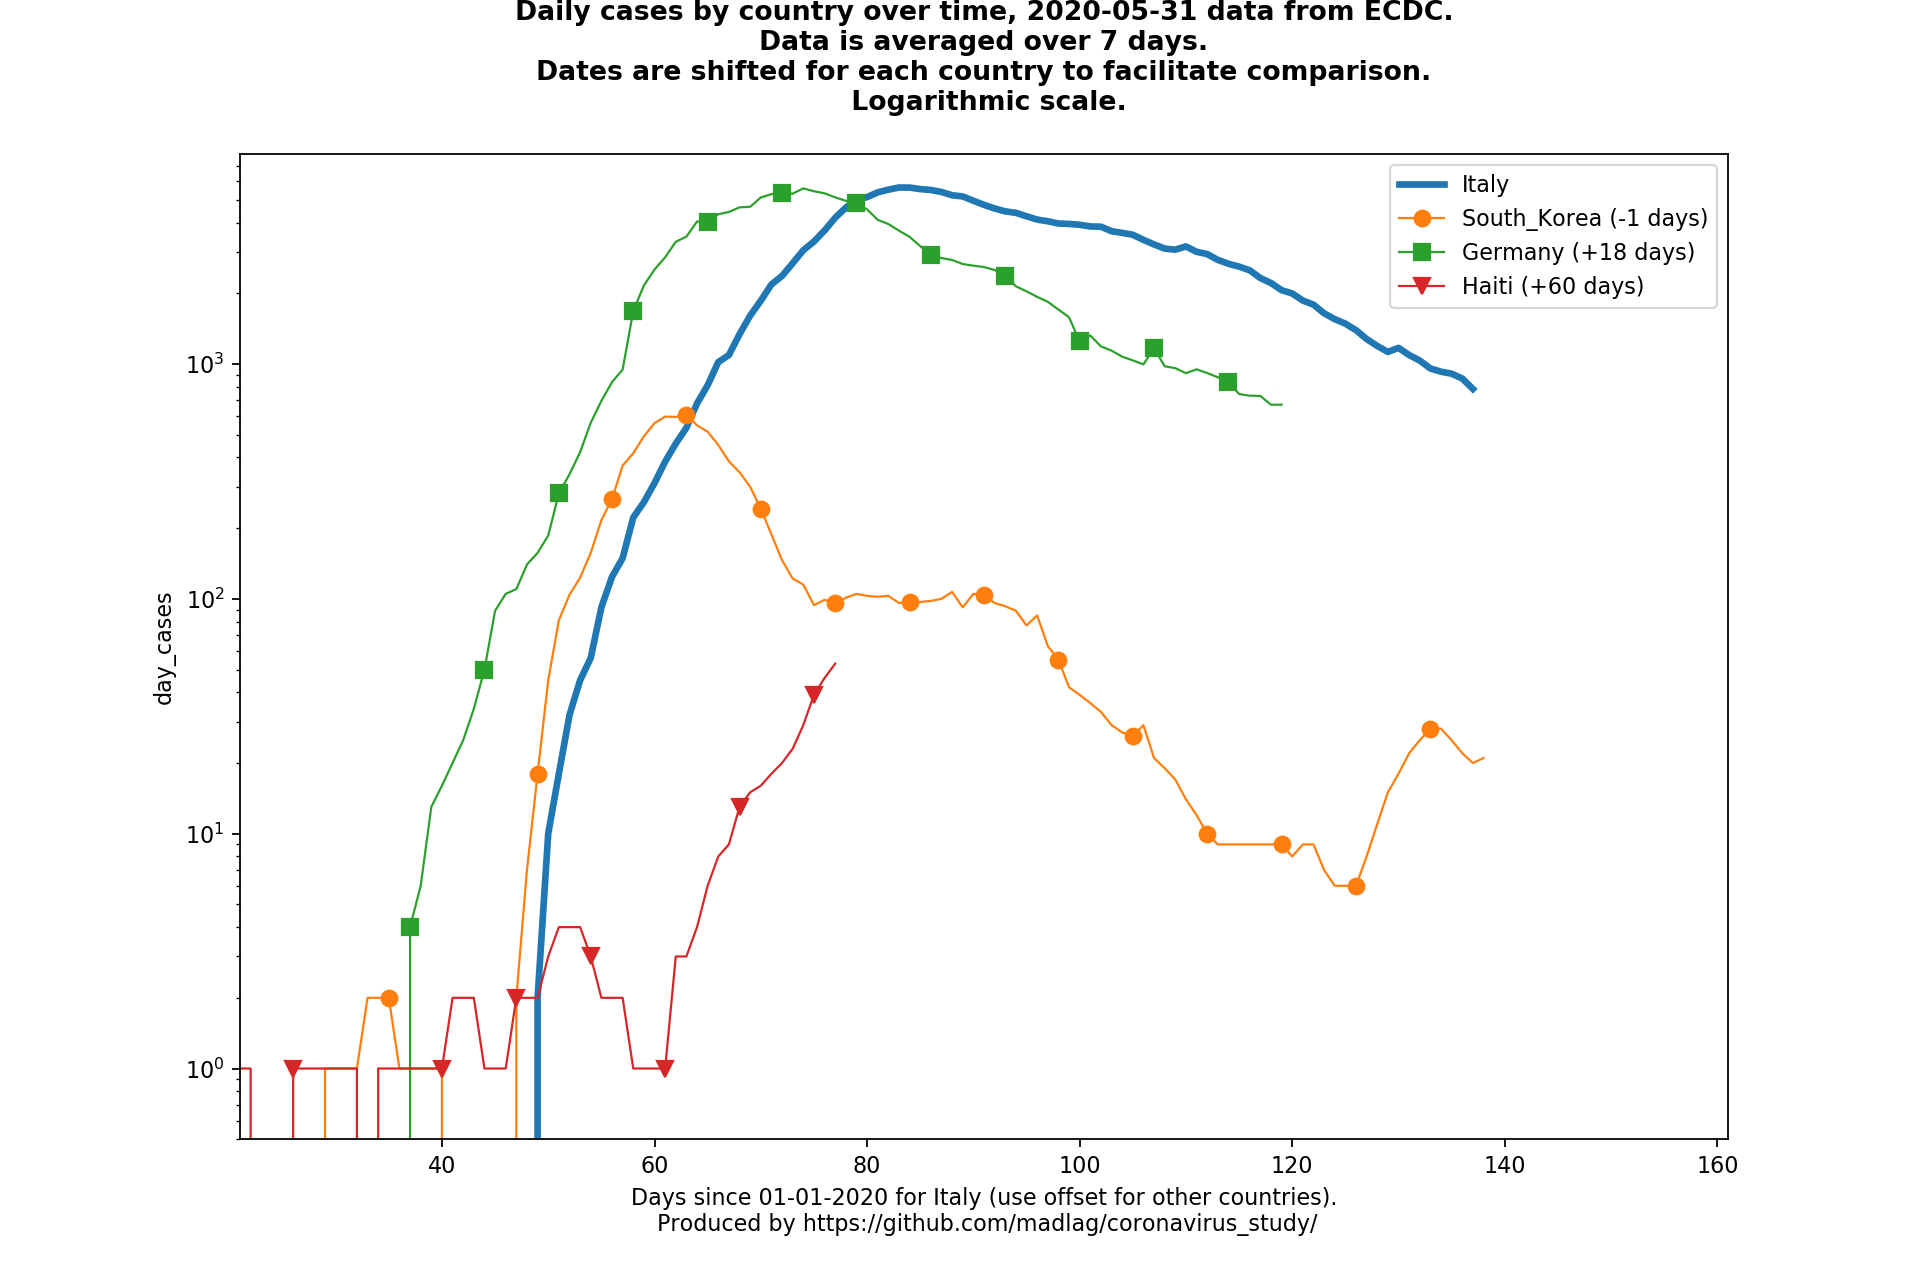 Daily cases by country over time, 2020-05-31 data from ECDC.
Data is averaged over 7 days.
Dates are shifted for each country to facilitate comparison.
Logarithmic scale.
Italy
South_Korea (-1 days)
Germany (+18 days)
Haiti (+60 days)
10³
10²
10¹
10⁰
day_cases
40 60 80 100 120 140 160
Days since 01-01-2020 for Italy (use offset for other countries).
Produced by https://github.com/madlag/coronavirus_study/